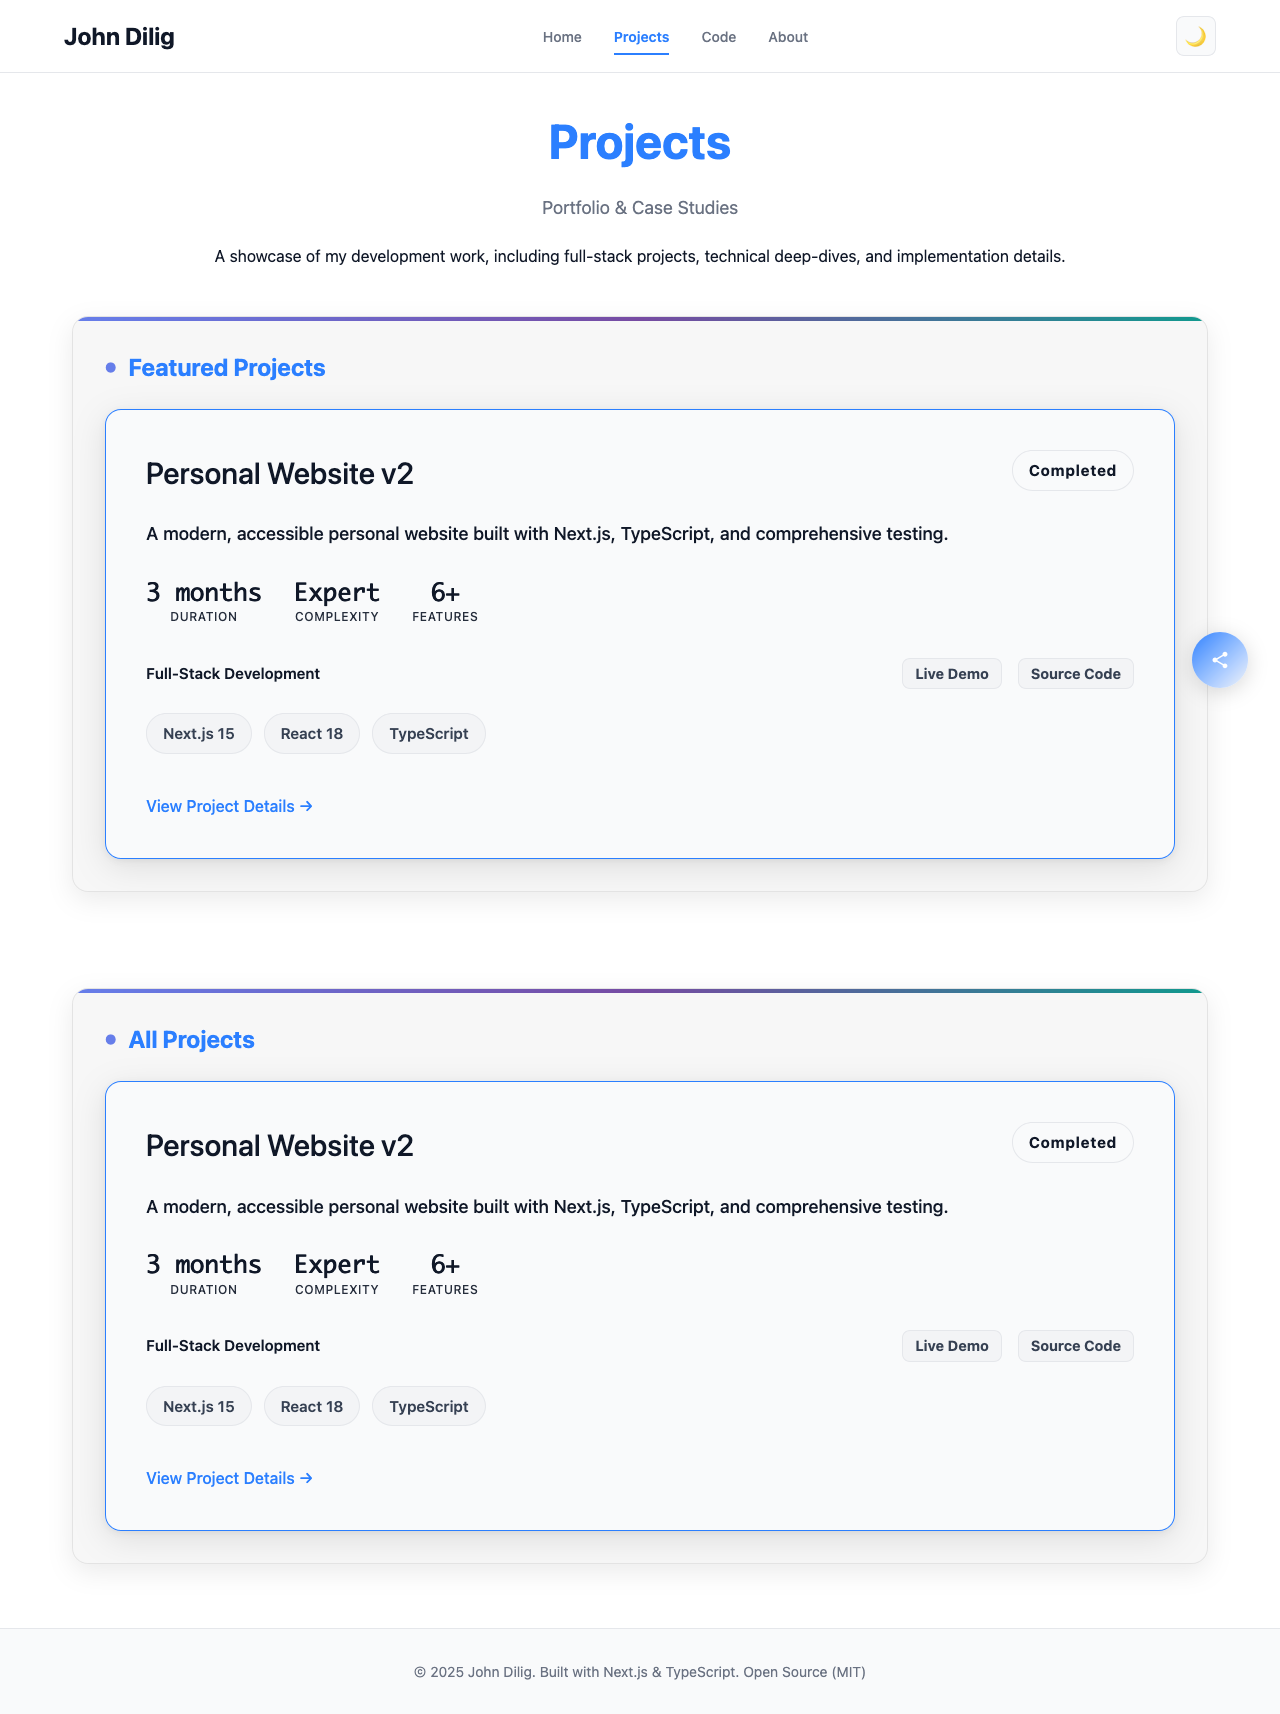 John Dilig
Home Projects Code About
Projects
Portfolio & Case Studies
A showcase of my development work, including full-stack projects, technical deep-dives, and implementation details.
Featured Projects
Personal Website v2
Completed
A modern, accessible personal website built with Next.js, TypeScript, and comprehensive testing.
3 months Expert 6+
DURATION COMPLEXITY FEATURES
Full-Stack Development Live Demo Source Code
Next.js 15 React 18 TypeScript
View Project Details →
All Projects
Personal Website v2
Completed
A modern, accessible personal website built with Next.js, TypeScript, and comprehensive testing.
3 months Expert 6+
DURATION COMPLEXITY FEATURES
Full-Stack Development Live Demo Source Code
Next.js 15 React 18 TypeScript
View Project Details →
© 2025 John Dilig. Built with Next.js & TypeScript. Open Source (MIT)